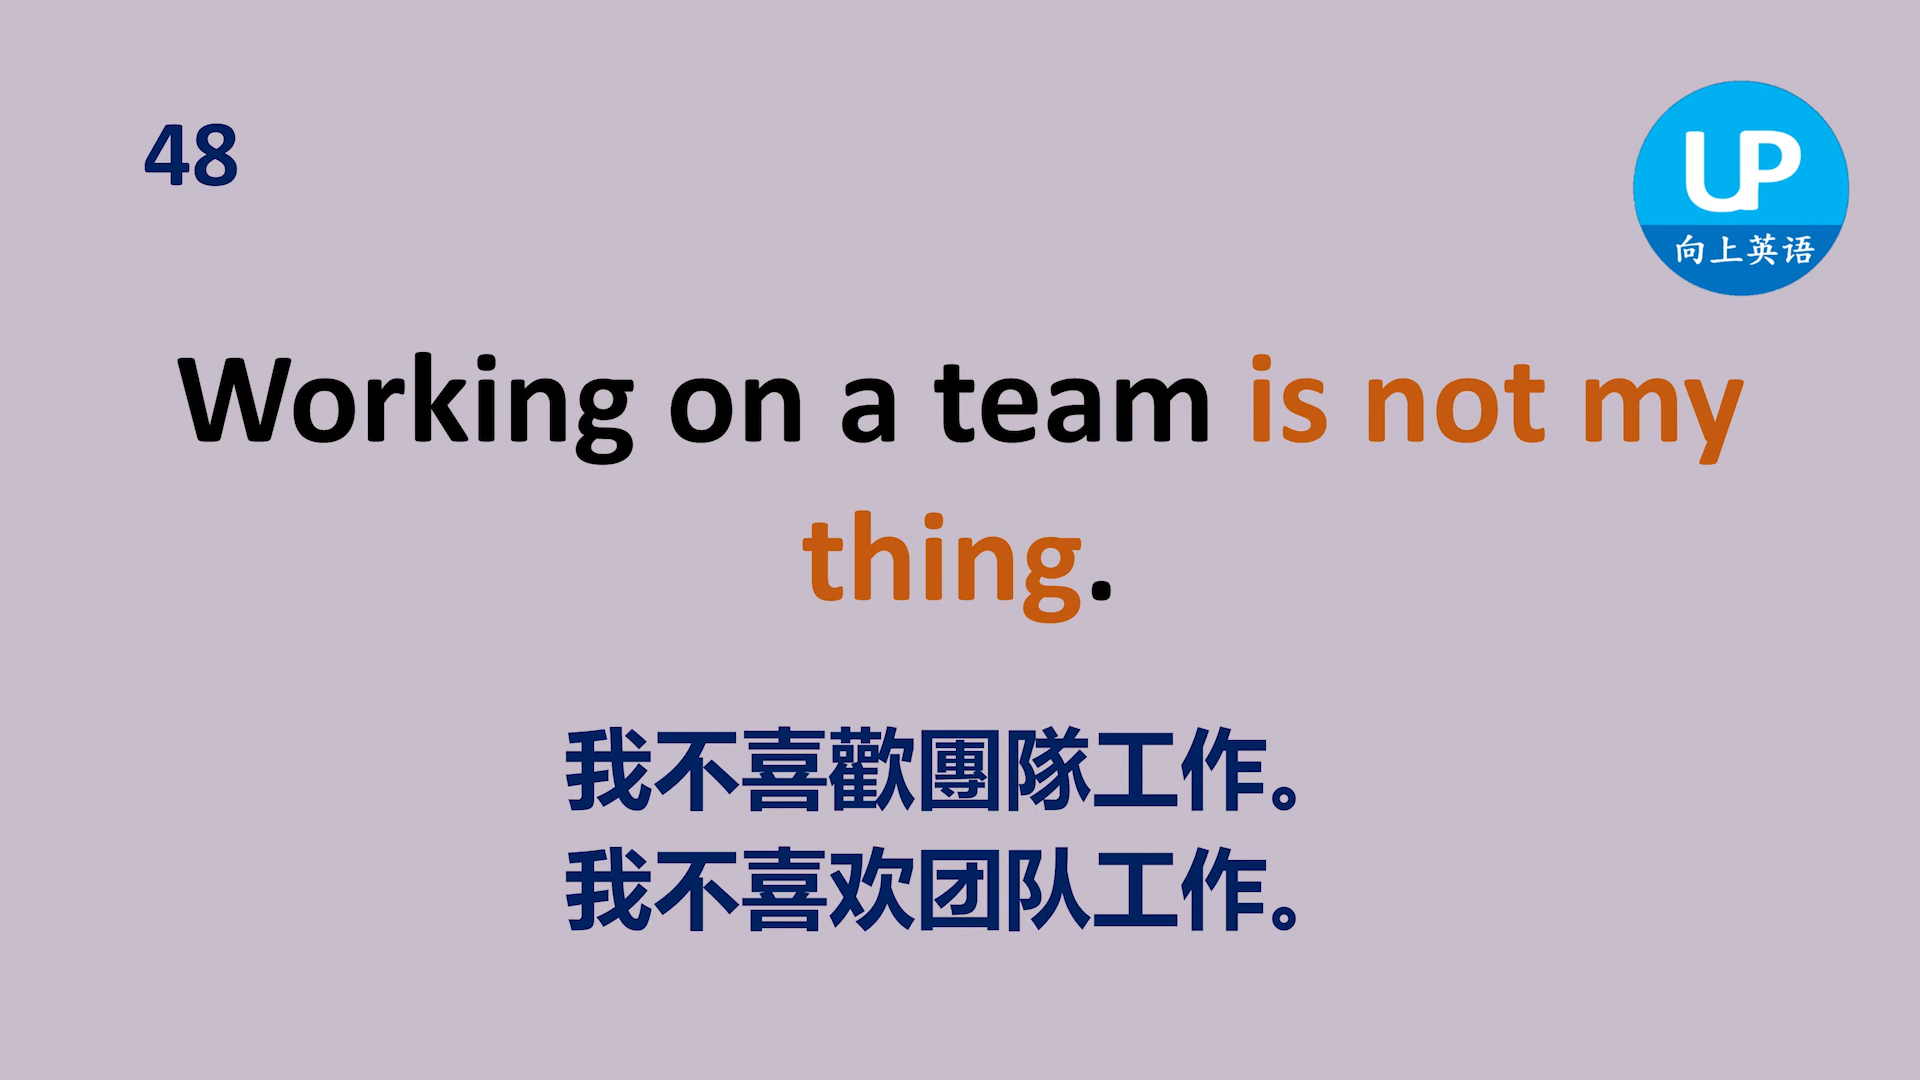 48
UP
向上英语
Working on a team is not my
thing.
我不喜歡團隊工作。
我不喜欢团队工作。